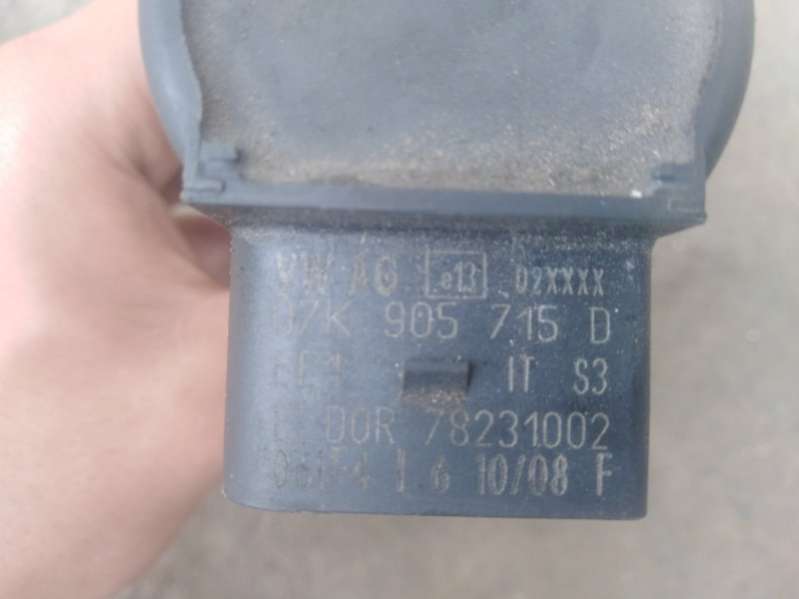 VW AG e13 02XXXX
07K 905 715 D
IT S3
DOR 78231002
1.6 10/08 F